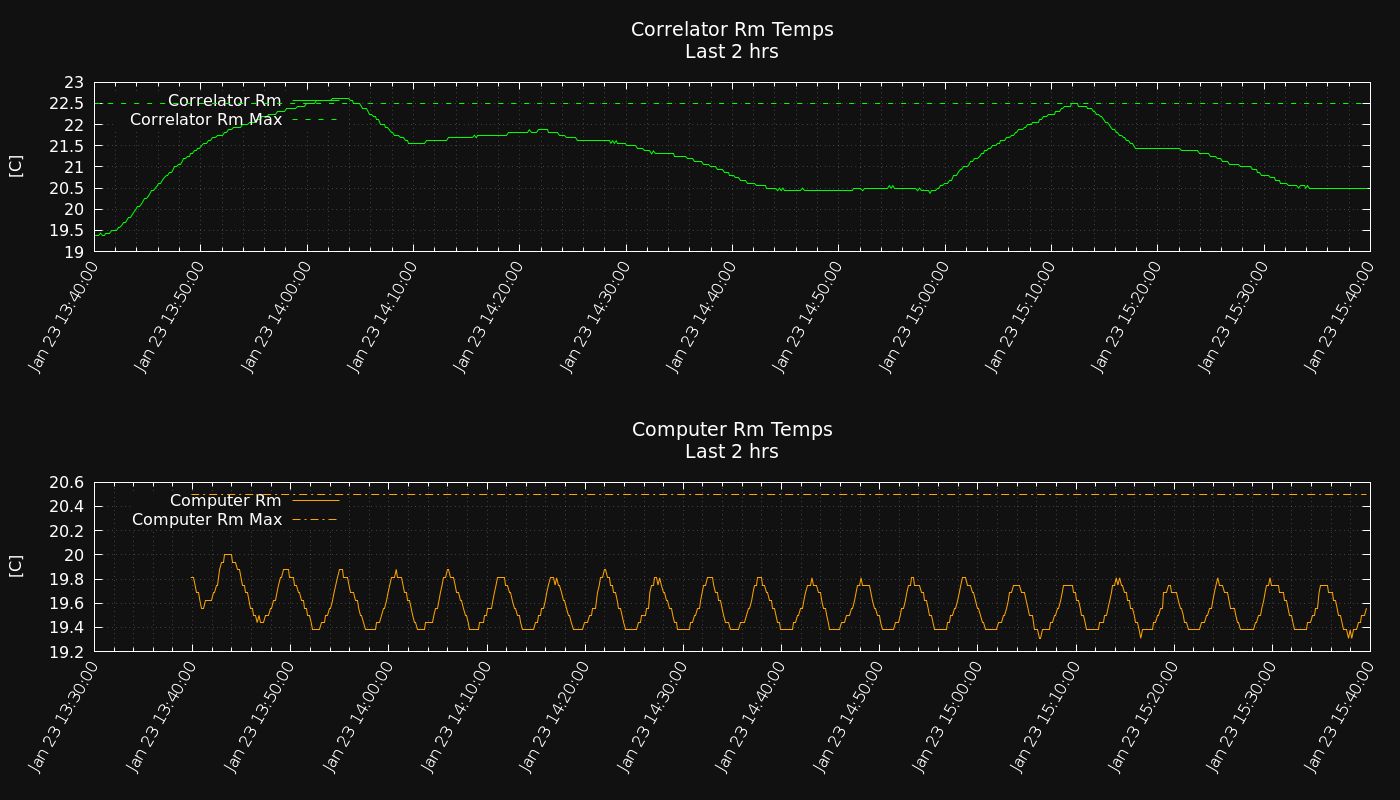 Correlator Rm Temps
Last 2 hrs
23
22.5
22
21.5
21
20.5
20
19.5
19
[C]
Correlator Rm
Correlator Rm Max
Jan 23 13:40:00
Jan 23 13:50:00
Jan 23 14:00:00
Jan 23 14:10:00
Jan 23 14:20:00
Jan 23 14:30:00
Jan 23 14:40:00
Jan 23 14:50:00
Jan 23 15:00:00
Jan 23 15:10:00
Jan 23 15:20:00
Jan 23 15:30:00
Jan 23 15:40:00
Computer Rm Temps
Last 2 hrs
20.6
20.4
20.2
20
19.8
19.6
19.4
19.2
[C]
Computer Rm
Computer Rm Max
Jan 23 13:30:00
Jan 23 13:40:00
Jan 23 13:50:00
Jan 23 14:00:00
Jan 23 14:10:00
Jan 23 14:20:00
Jan 23 14:30:00
Jan 23 14:40:00
Jan 23 14:50:00
Jan 23 15:00:00
Jan 23 15:10:00
Jan 23 15:20:00
Jan 23 15:30:00
Jan 23 15:40:00